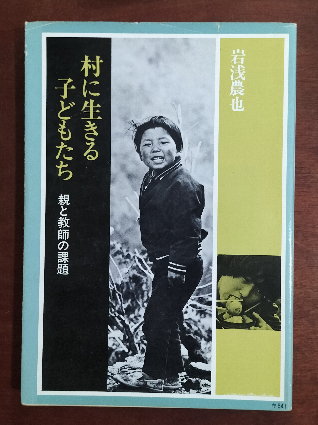 村に生きる
子どもたち
親と教師の課題
岩浅農也